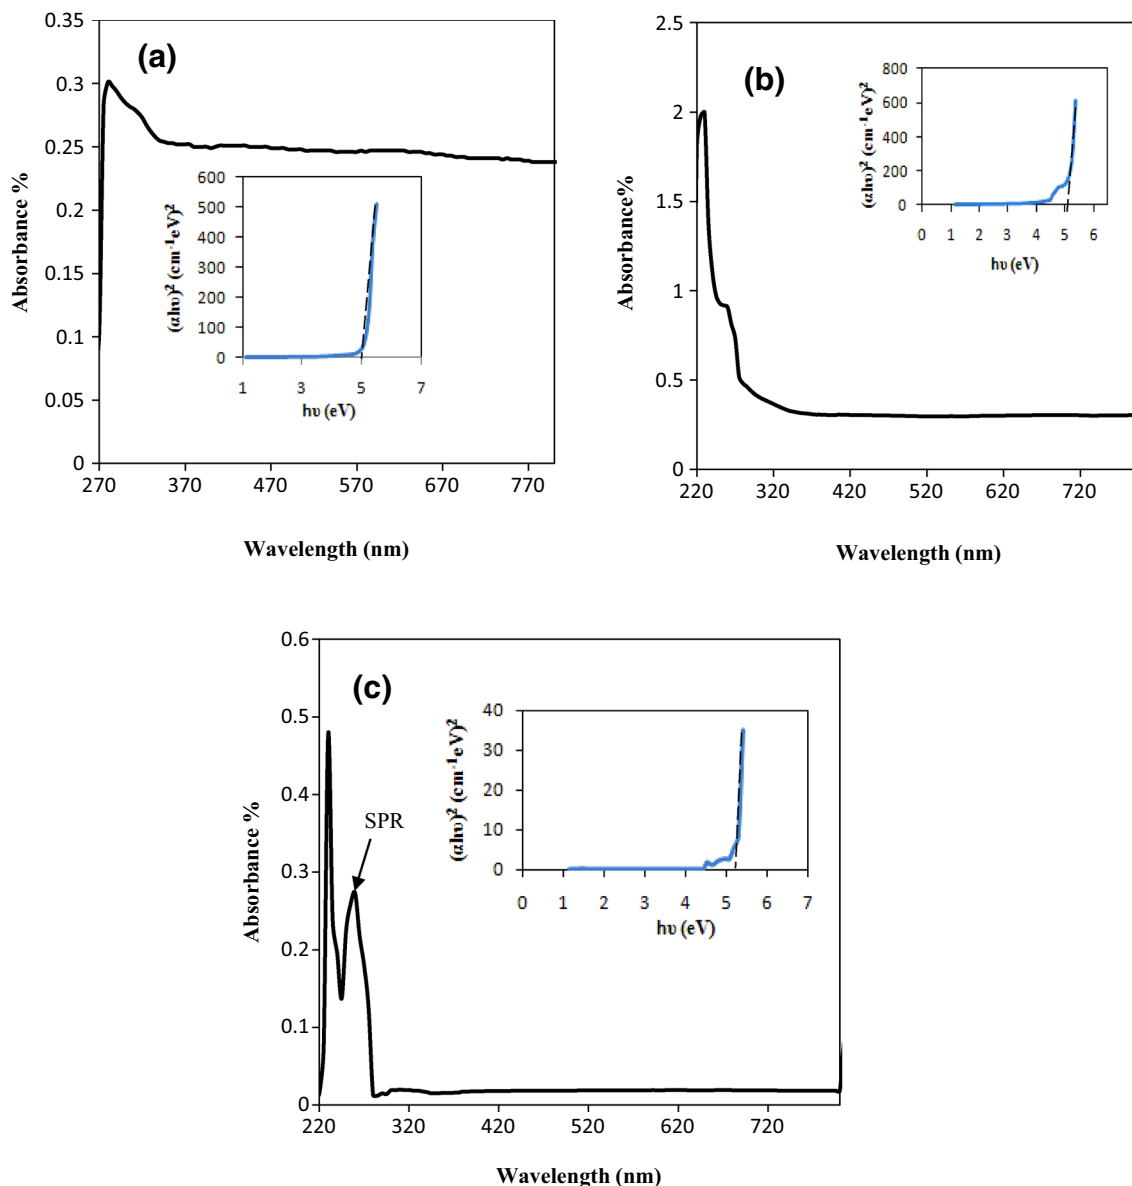 (a)
0.35
0.3
0.25
0.2
0.15
0.1
0.05
0
270 370 470 570 670 770
Absorbance %
Wavelength (nm)
600
500
400
300
200
100
0
1 3 5 7
(αhυ)² (cm⁻¹eV)²
hυ (eV)
(b)
2.5
2
1.5
1
0.5
0
220 320 420 520 620 720
Absorbance%
Wavelength (nm)
800
600
400
200
0
0 1 2 3 4 5 6
(αhυ)² (cm⁻¹eV)²
hυ (eV)
(c)
0.6
0.5
0.4
0.3
0.2
0.1
0
220 320 420 520 620 720
Absorbance %
Wavelength (nm)
SPR
40
30
20
10
0
0 1 2 3 4 5 6 7
(αhυ)² (cm⁻¹eV)²
hυ (eV)